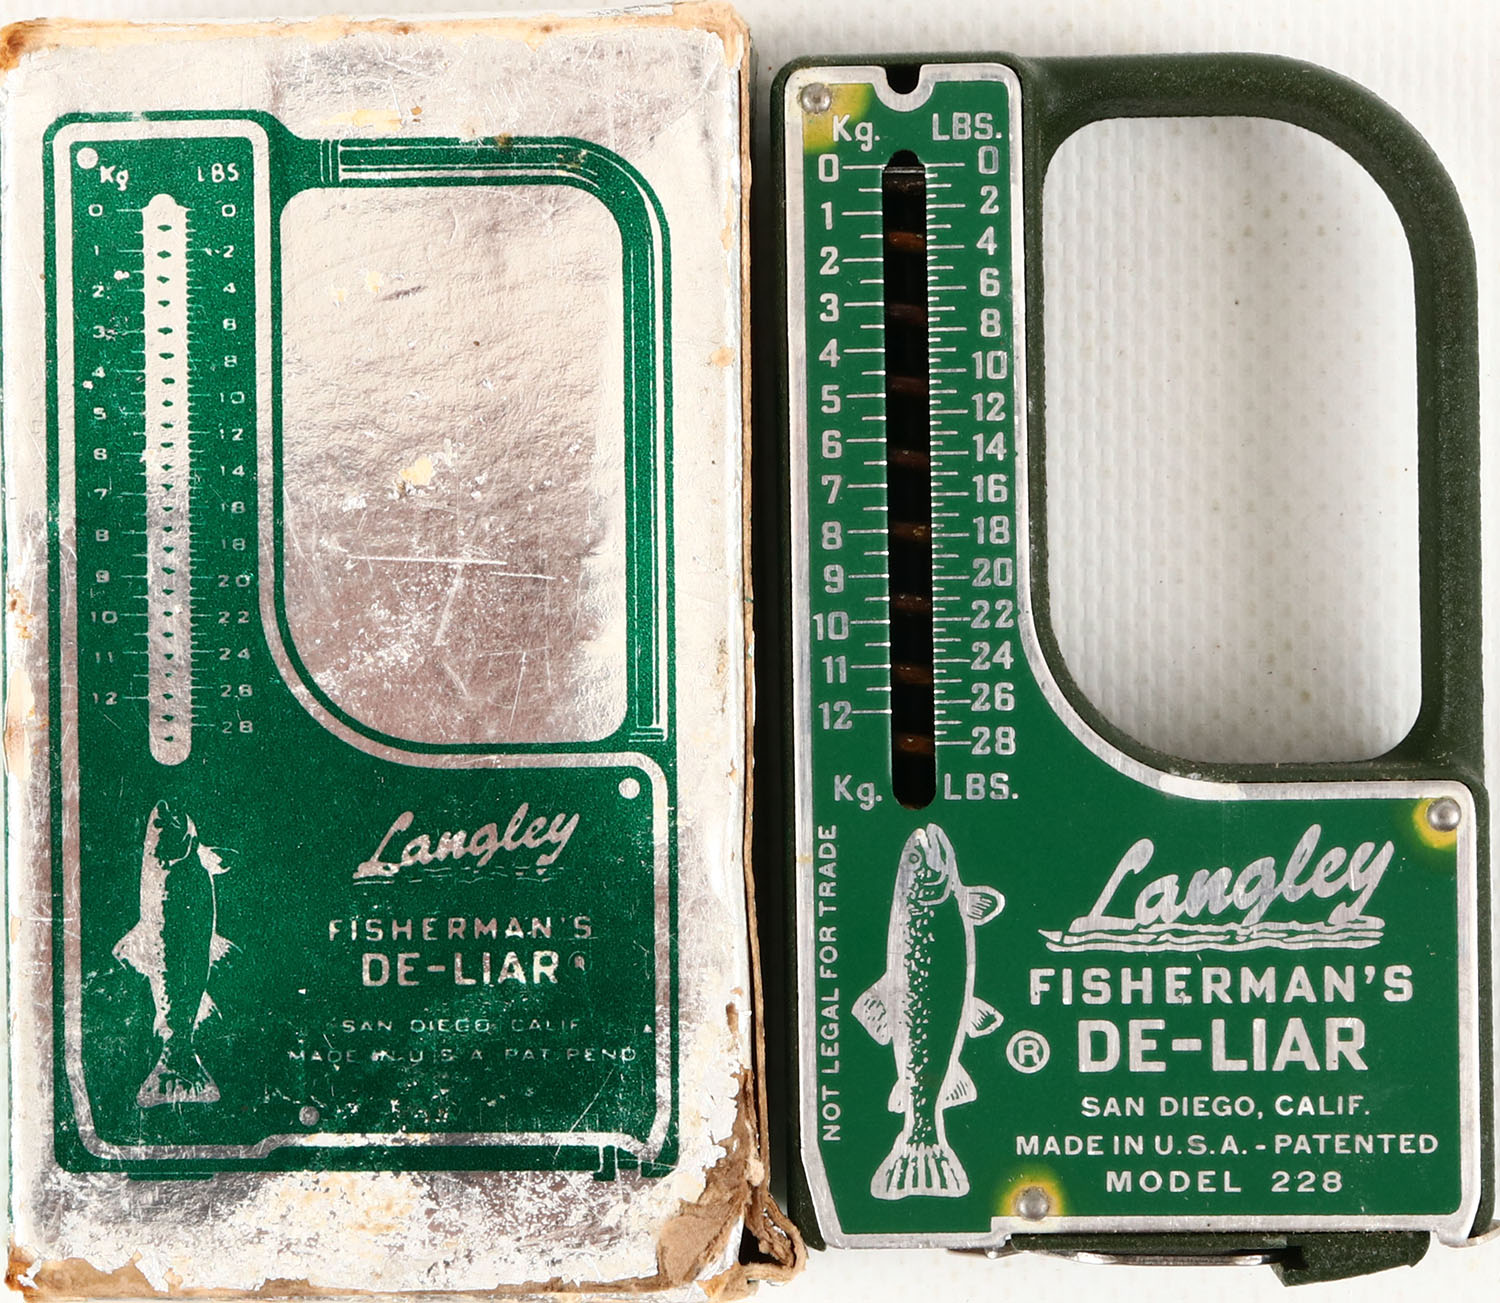 Kg LBS
0 0
1 2
2 4
3 6
4 8
5 10
6 12
7 14
8 16
9 18
10 20
11 22
12 24
26
28
Langley
FISHERMAN'S
DE-LIAR ®
SAN DIEGO, CALIF
MADE IN U.S.A. PAT. PEND
Kg. LBS.
0 0
1 2
2 4
3 6
4 8
5 10
6 12
7 14
8 16
9 18
10 20
11 22
12 24
26
28
Kg. LBS.
NOT LEGAL FOR TRADE
Langley
FISHERMAN'S
® DE-LIAR
SAN DIEGO, CALIF.
MADE IN U.S.A. - PATENTED
MODEL 228